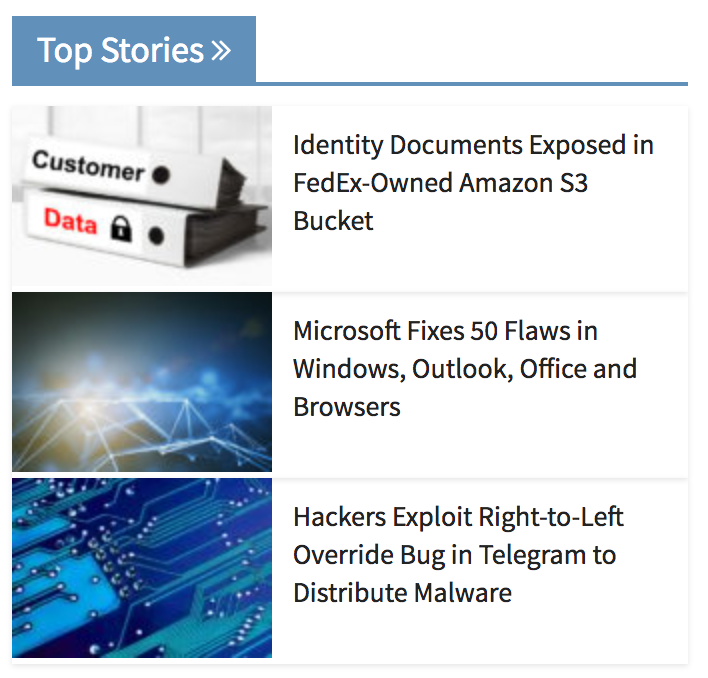 Top Stories »
Customer
Data
Identity Documents Exposed in
FedEx-Owned Amazon S3
Bucket
Microsoft Fixes 50 Flaws in
Windows, Outlook, Office and
Browsers
Hackers Exploit Right-to-Left
Override Bug in Telegram to
Distribute Malware